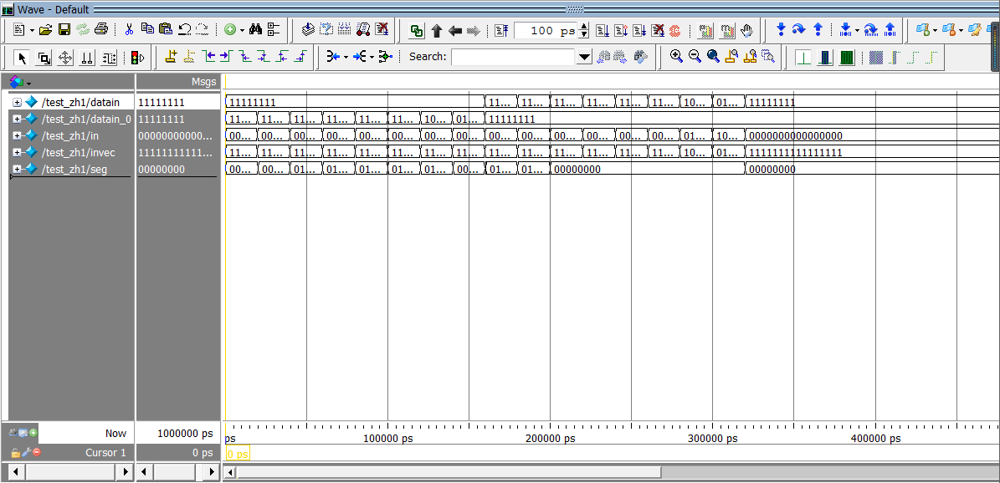 Wave - Default
100 ps
Search:
Msgs
/test_zh1/datain 11111111 11111111 11... 11... 11... 11... 11... 11... 10... 01... 11111111
/test_zh1/datain_0 11111111 11... 11... 11... 11... 11... 11... 10... 01... 11111111
/test_zh1/in 00000000000... 00... 00... 00... 00... 00... 00... 00... 00... 00... 00... 00... 00... 00... 00... 01... 10... 0000000000000000
/test_zh1/invec 11111111111... 11... 11... 11... 11... 11... 11... 11... 11... 11... 11... 11... 11... 11... 11... 10... 01... 1111111111111111
/test_zh1/seg 00000000 00... 00... 01... 01... 01... 01... 01... 00... 01... 01... 00000000 00000000
Now 1000000 ps ps 100000 ps 200000 ps 300000 ps 400000 ps
Cursor 1 0 ps 0 ps